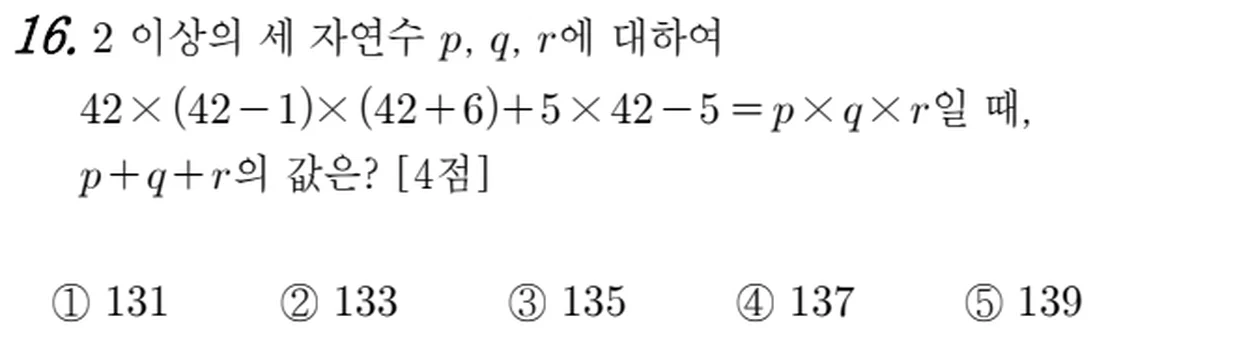 16. 2 이상의 세 자연수 p, q, r에 대하여
42×(42−1)×(42+6)+5×42−5=p×q×r일 때,
p+q+r의 값은? [4점]
① 131 ② 133 ③ 135 ④ 137 ⑤ 139